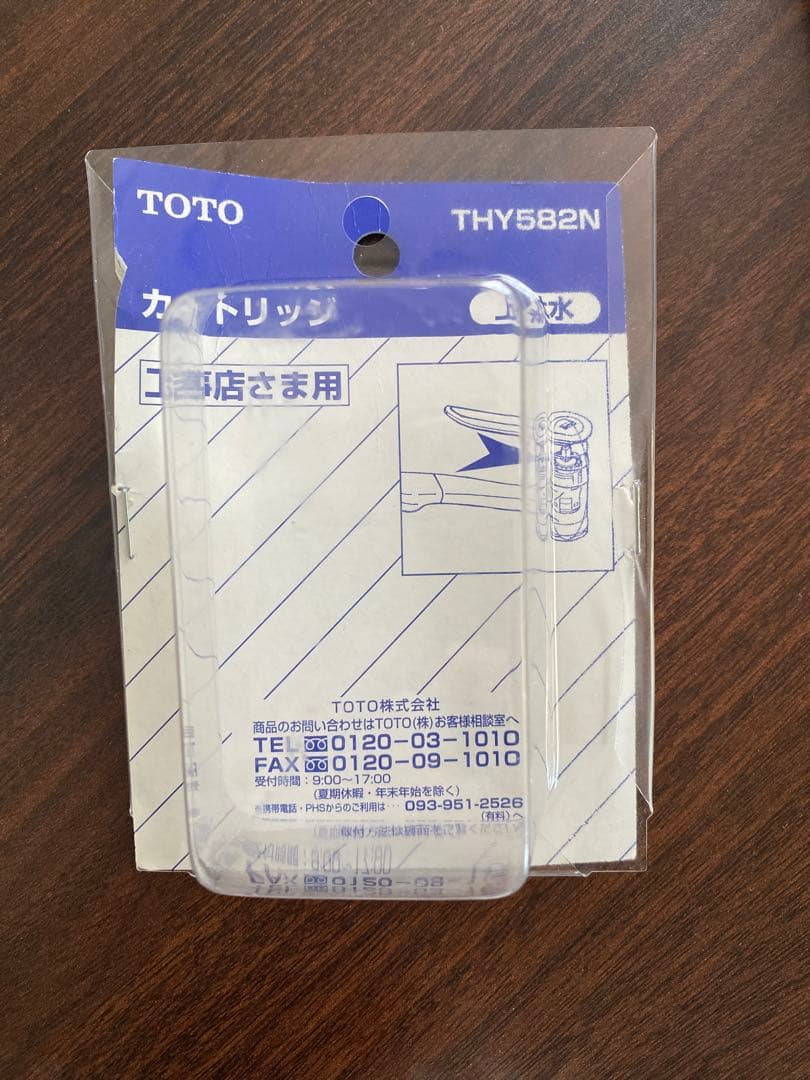 TOTO
THY582N
カートリッジ
上吐水
工事店さま用
TOTO株式会社
商品のお問い合わせはTOTO(株)お客様相談室へ
TEL 0120-03-1010
FAX 0120-09-1010
受付時間：9:00～17:00
(夏期休暇・年末年始を除く)
※携帯電話・PHSからのご利用は… 093-951-2526
(有料)へ